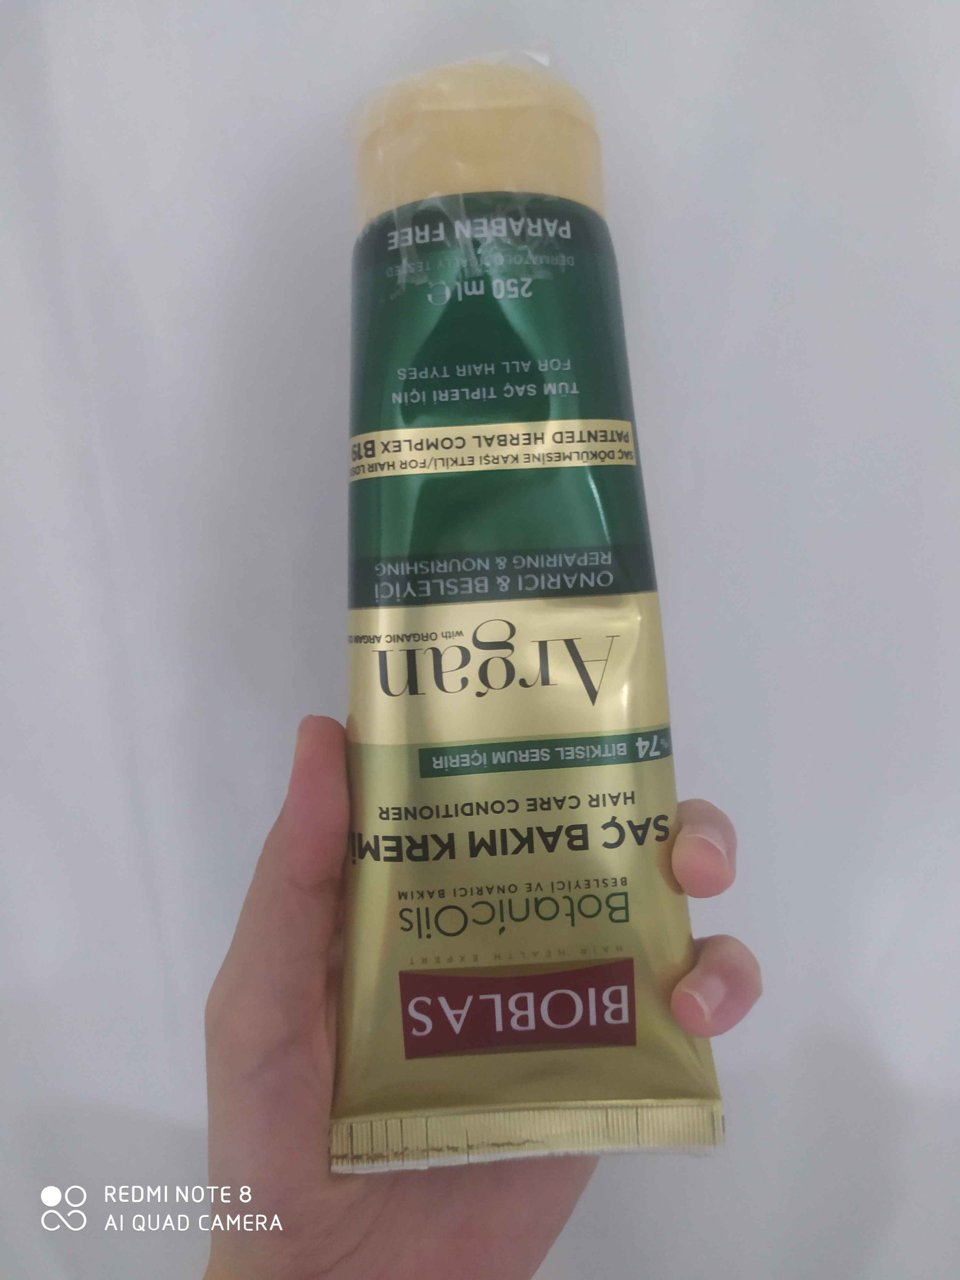 BIOBLAS
HAIR HEALTH EXPERT
BotanicOils
BESLEYİCİ VE ONARICI BAKIM
SAÇ BAKIM KREMİ
HAIR CARE CONDITIONER
%74 BİTKİSEL SERUM İÇERİR
Argan
with ORGANIC ARGAN
ONARICI & BESLEYİCİ
REPAIRING & NOURISHING
SAÇ DÖKÜLMESİNE KARŞI ETKİLİ/FOR HAIR LOSS
PATENTED HERBAL COMPLEX B19
TÜM SAÇ TİPLERİ İÇİN
FOR ALL HAIR TYPES
250 ml ℮
DERMATOLOGICALLY TESTED
PARABEN FREE
REDMI NOTE 8
AI QUAD CAMERA